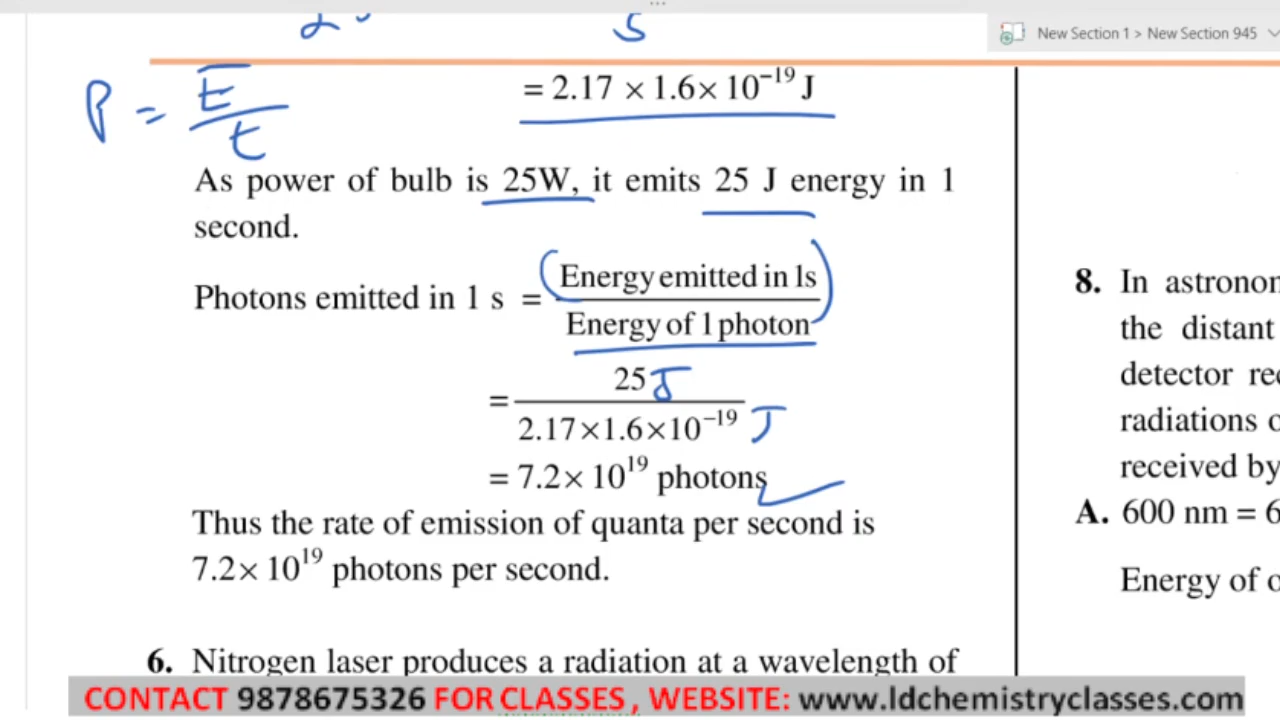 New Section 1 > New Section 945
P = E/t
= 2.17 × 1.6 × 10⁻¹⁹ J
As power of bulb is 25W, it emits 25 J energy in 1
second.
Photons emitted in 1 s = Energy emitted in 1s / Energy of 1 photon
= 25 J / 2.17×1.6×10⁻¹⁹ J
= 7.2× 10¹⁹ photons
Thus the rate of emission of quanta per second is
7.2× 10¹⁹ photons per second.
6. Nitrogen laser produces a radiation at a wavelength of
8. In astronom
the distant
detector rec
radiations o
received by
A. 600 nm = 6
Energy of o
CONTACT 9878675326 FOR CLASSES , WEBSITE: www.ldchemistryclasses.com